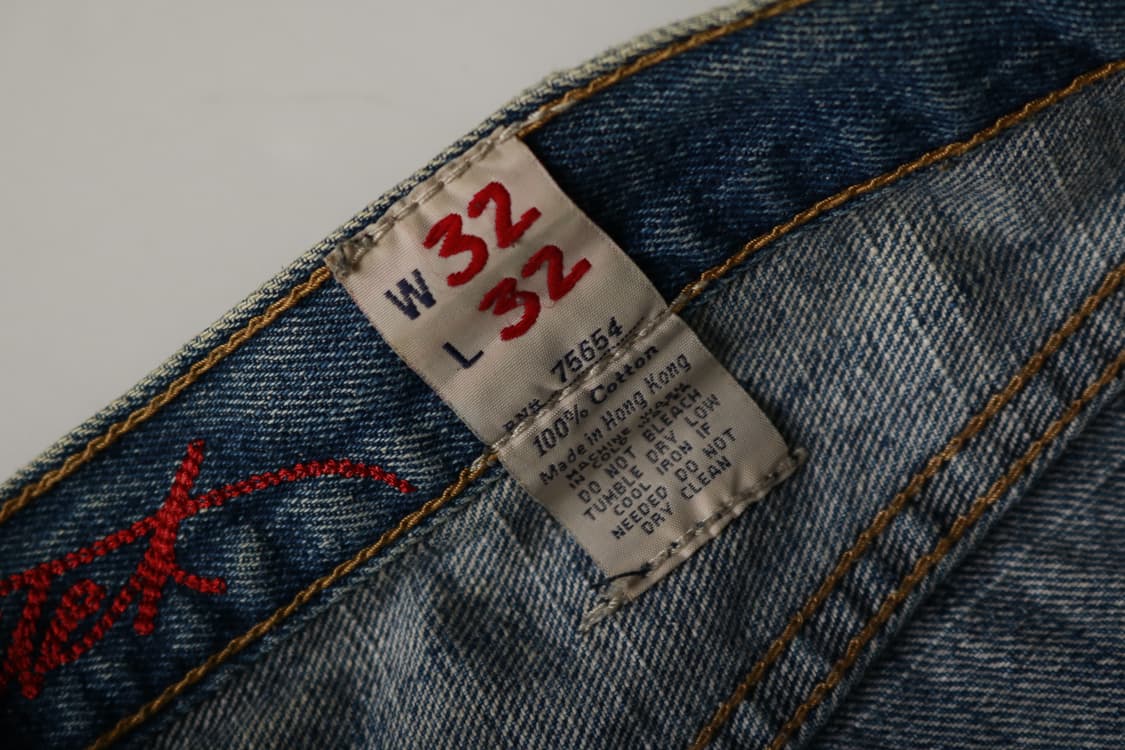 W 32
L 32
RN# 75654
100% Cotton
Made in Hong Kong
MACHINE WASH
COLD
DO NOT BLEACH
TUMBLE DRY LOW
COOL IRON IF
NEEDED DO NOT
DRY CLEAN